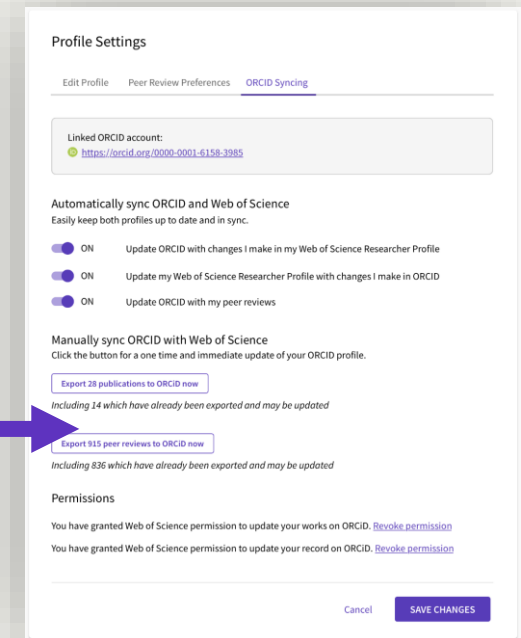 Profile Settings
Edit Profile Peer Review Preferences ORCID Syncing
Linked ORCID account:
https://orcid.org/0000-0001-6158-3985
Automatically sync ORCID and Web of Science
Easily keep both profiles up to date and in sync.
ON Update ORCID with changes I make in my Web of Science Researcher Profile
ON Update my Web of Science Researcher Profile with changes I make in ORCID
ON Update ORCID with my peer reviews
Manually sync ORCID with Web of Science
Click the button for a one time and immediate update of your ORCID profile.
Export 28 publications to ORCiD now
Including 14 which have already been exported and may be updated
Export 915 peer reviews to ORCiD now
Including 836 which have already been exported and may be updated
Permissions
You have granted Web of Science permission to update your works on ORCiD. Revoke permission
You have granted Web of Science permission to update your record on ORCiD. Revoke permission
Cancel SAVE CHANGES